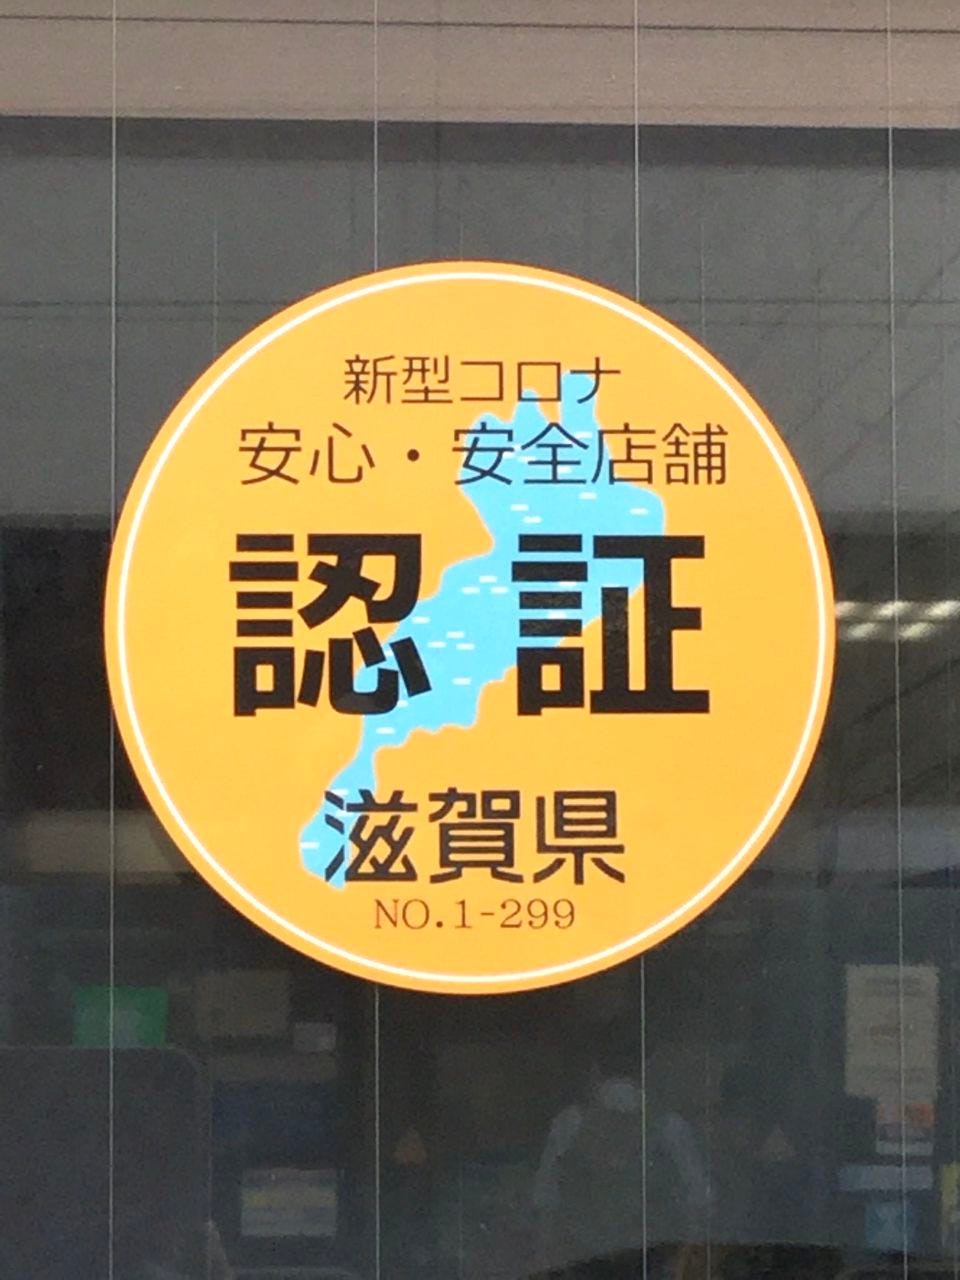 新型コロナ
安心・安全店舗
認証
滋賀県
NO.1-299